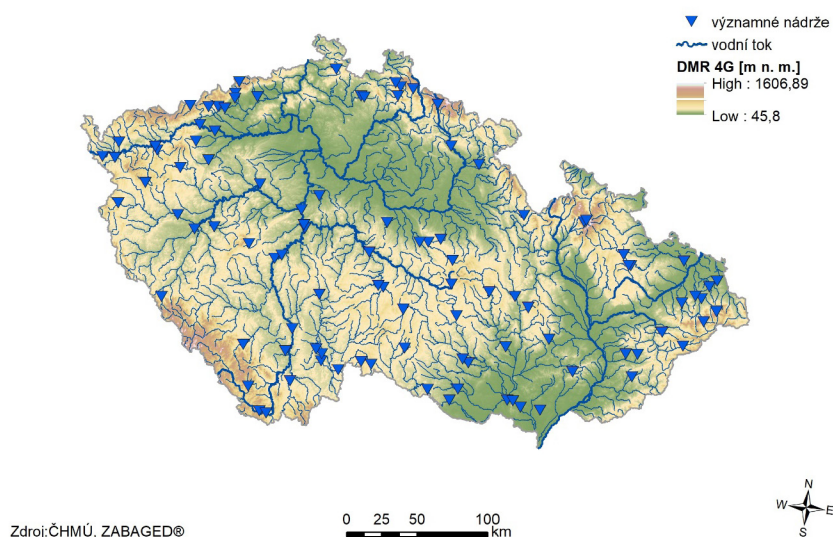 významné nádrže
vodní tok
DMR 4G [m n. m.]
High : 1606,89
Low : 45,8
N
W E
S
Zdroj:ČHMÚ, ZABAGED®
0 25 50 100
km